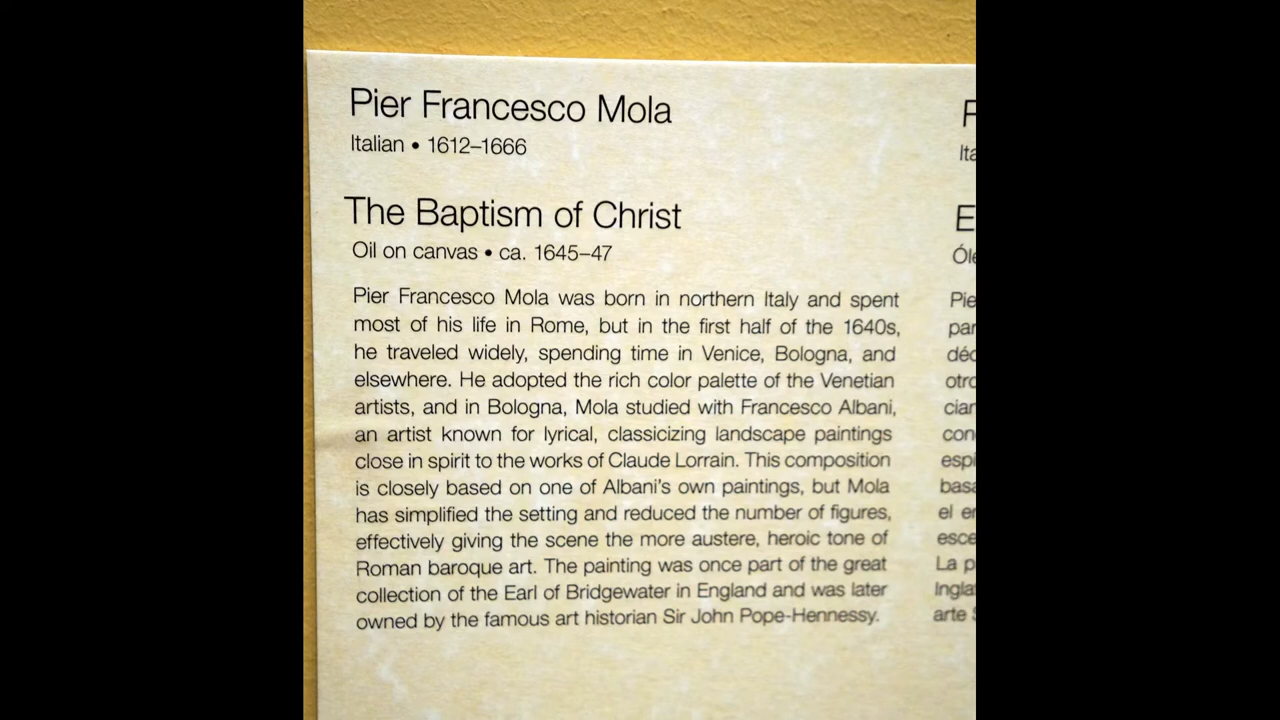 Pier Francesco Mola
Italian • 1612–1666
The Baptism of Christ
Oil on canvas • ca. 1645–47
Pier Francesco Mola was born in northern Italy and spent
most of his life in Rome, but in the first half of the 1640s,
he traveled widely, spending time in Venice, Bologna, and
elsewhere. He adopted the rich color palette of the Venetian
artists, and in Bologna, Mola studied with Francesco Albani,
an artist known for lyrical, classicizing landscape paintings
close in spirit to the works of Claude Lorrain. This composition
is closely based on one of Albani's own paintings, but Mola
has simplified the setting and reduced the number of figures,
effectively giving the scene the more austere, heroic tone of
Roman baroque art. The painting was once part of the great
collection of the Earl of Bridgewater in England and was later
owned by the famous art historian Sir John Pope-Hennessy.
el
La
arte